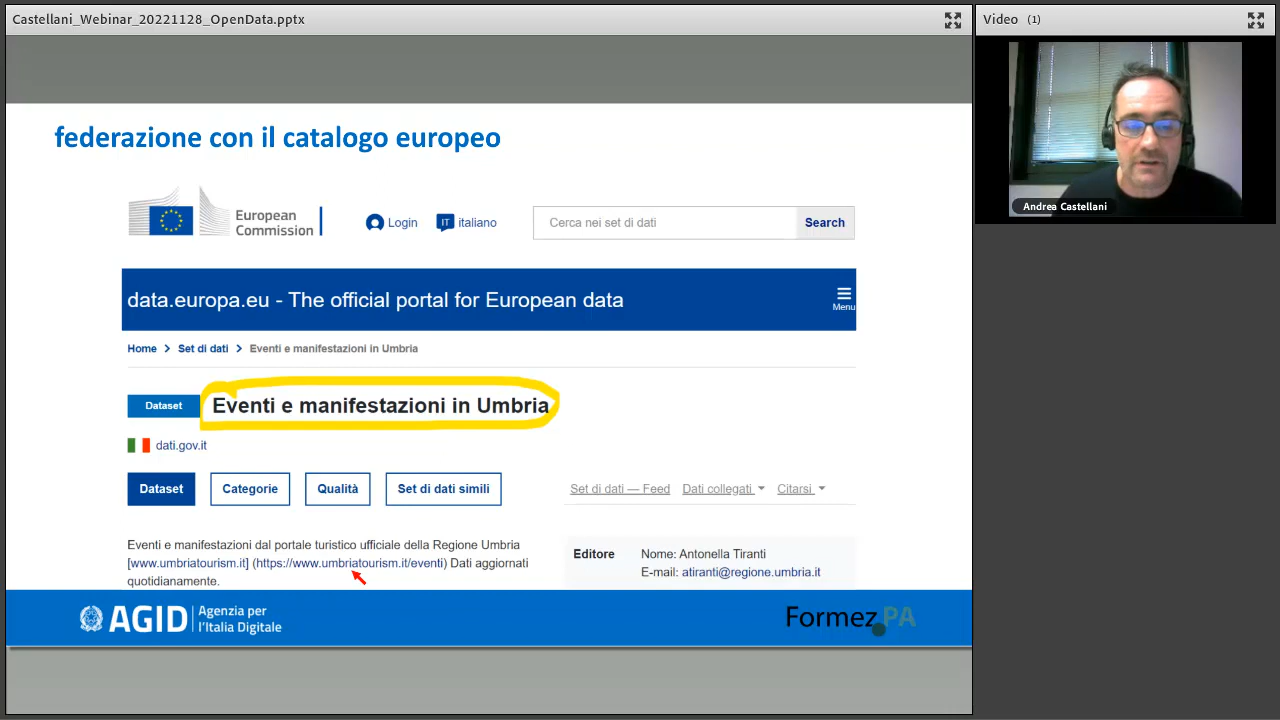 Castellani_Webinar_20221128_OpenData.pptx
Video (1)
Andrea Castellani
federazione con il catalogo europeo
European
Commission
Login
IT italiano
Cerca nei set di dati
Search
data.europa.eu - The official portal for European data
Menu
Home > Set di dati > Eventi e manifestazioni in Umbria
Dataset Eventi e manifestazioni in Umbria
dati.gov.it
Dataset Categorie Qualità Set di dati simili
Set di dati — Feed Dati collegati Citarsi
Eventi e manifestazioni dal portale turistico ufficiale della Regione Umbria
[www.umbriatourism.it] (https://www.umbriatourism.it/eventi) Dati aggiornati
quotidianamente.
Editore Nome: Antonella Tiranti
E-mail: atiranti@regione.umbria.it
AGID Agenzia per
l'Italia Digitale
Formez PA